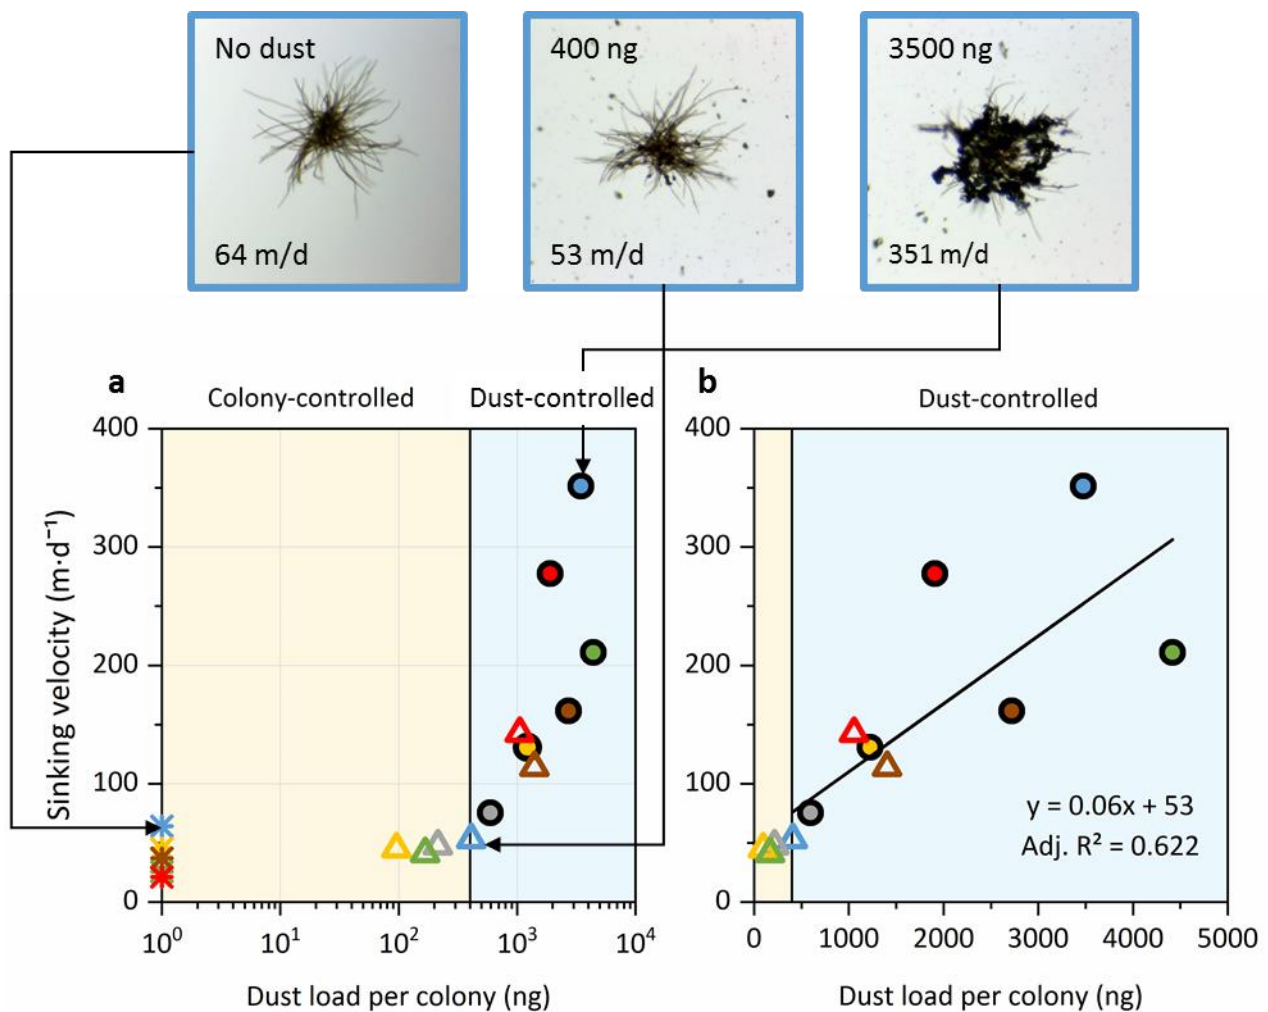 No dust
64 m/d
400 ng
53 m/d
3500 ng
351 m/d
a
Colony-controlled
Dust-controlled
Sinking velocity (m·d⁻¹)
400
300
200
100
0
10⁰
10¹
10²
10³
10⁴
Dust load per colony (ng)
b
Dust-controlled
400
300
200
100
0
y = 0.06x + 53
Adj. R² = 0.622
0
1000
2000
3000
4000
5000
Dust load per colony (ng)